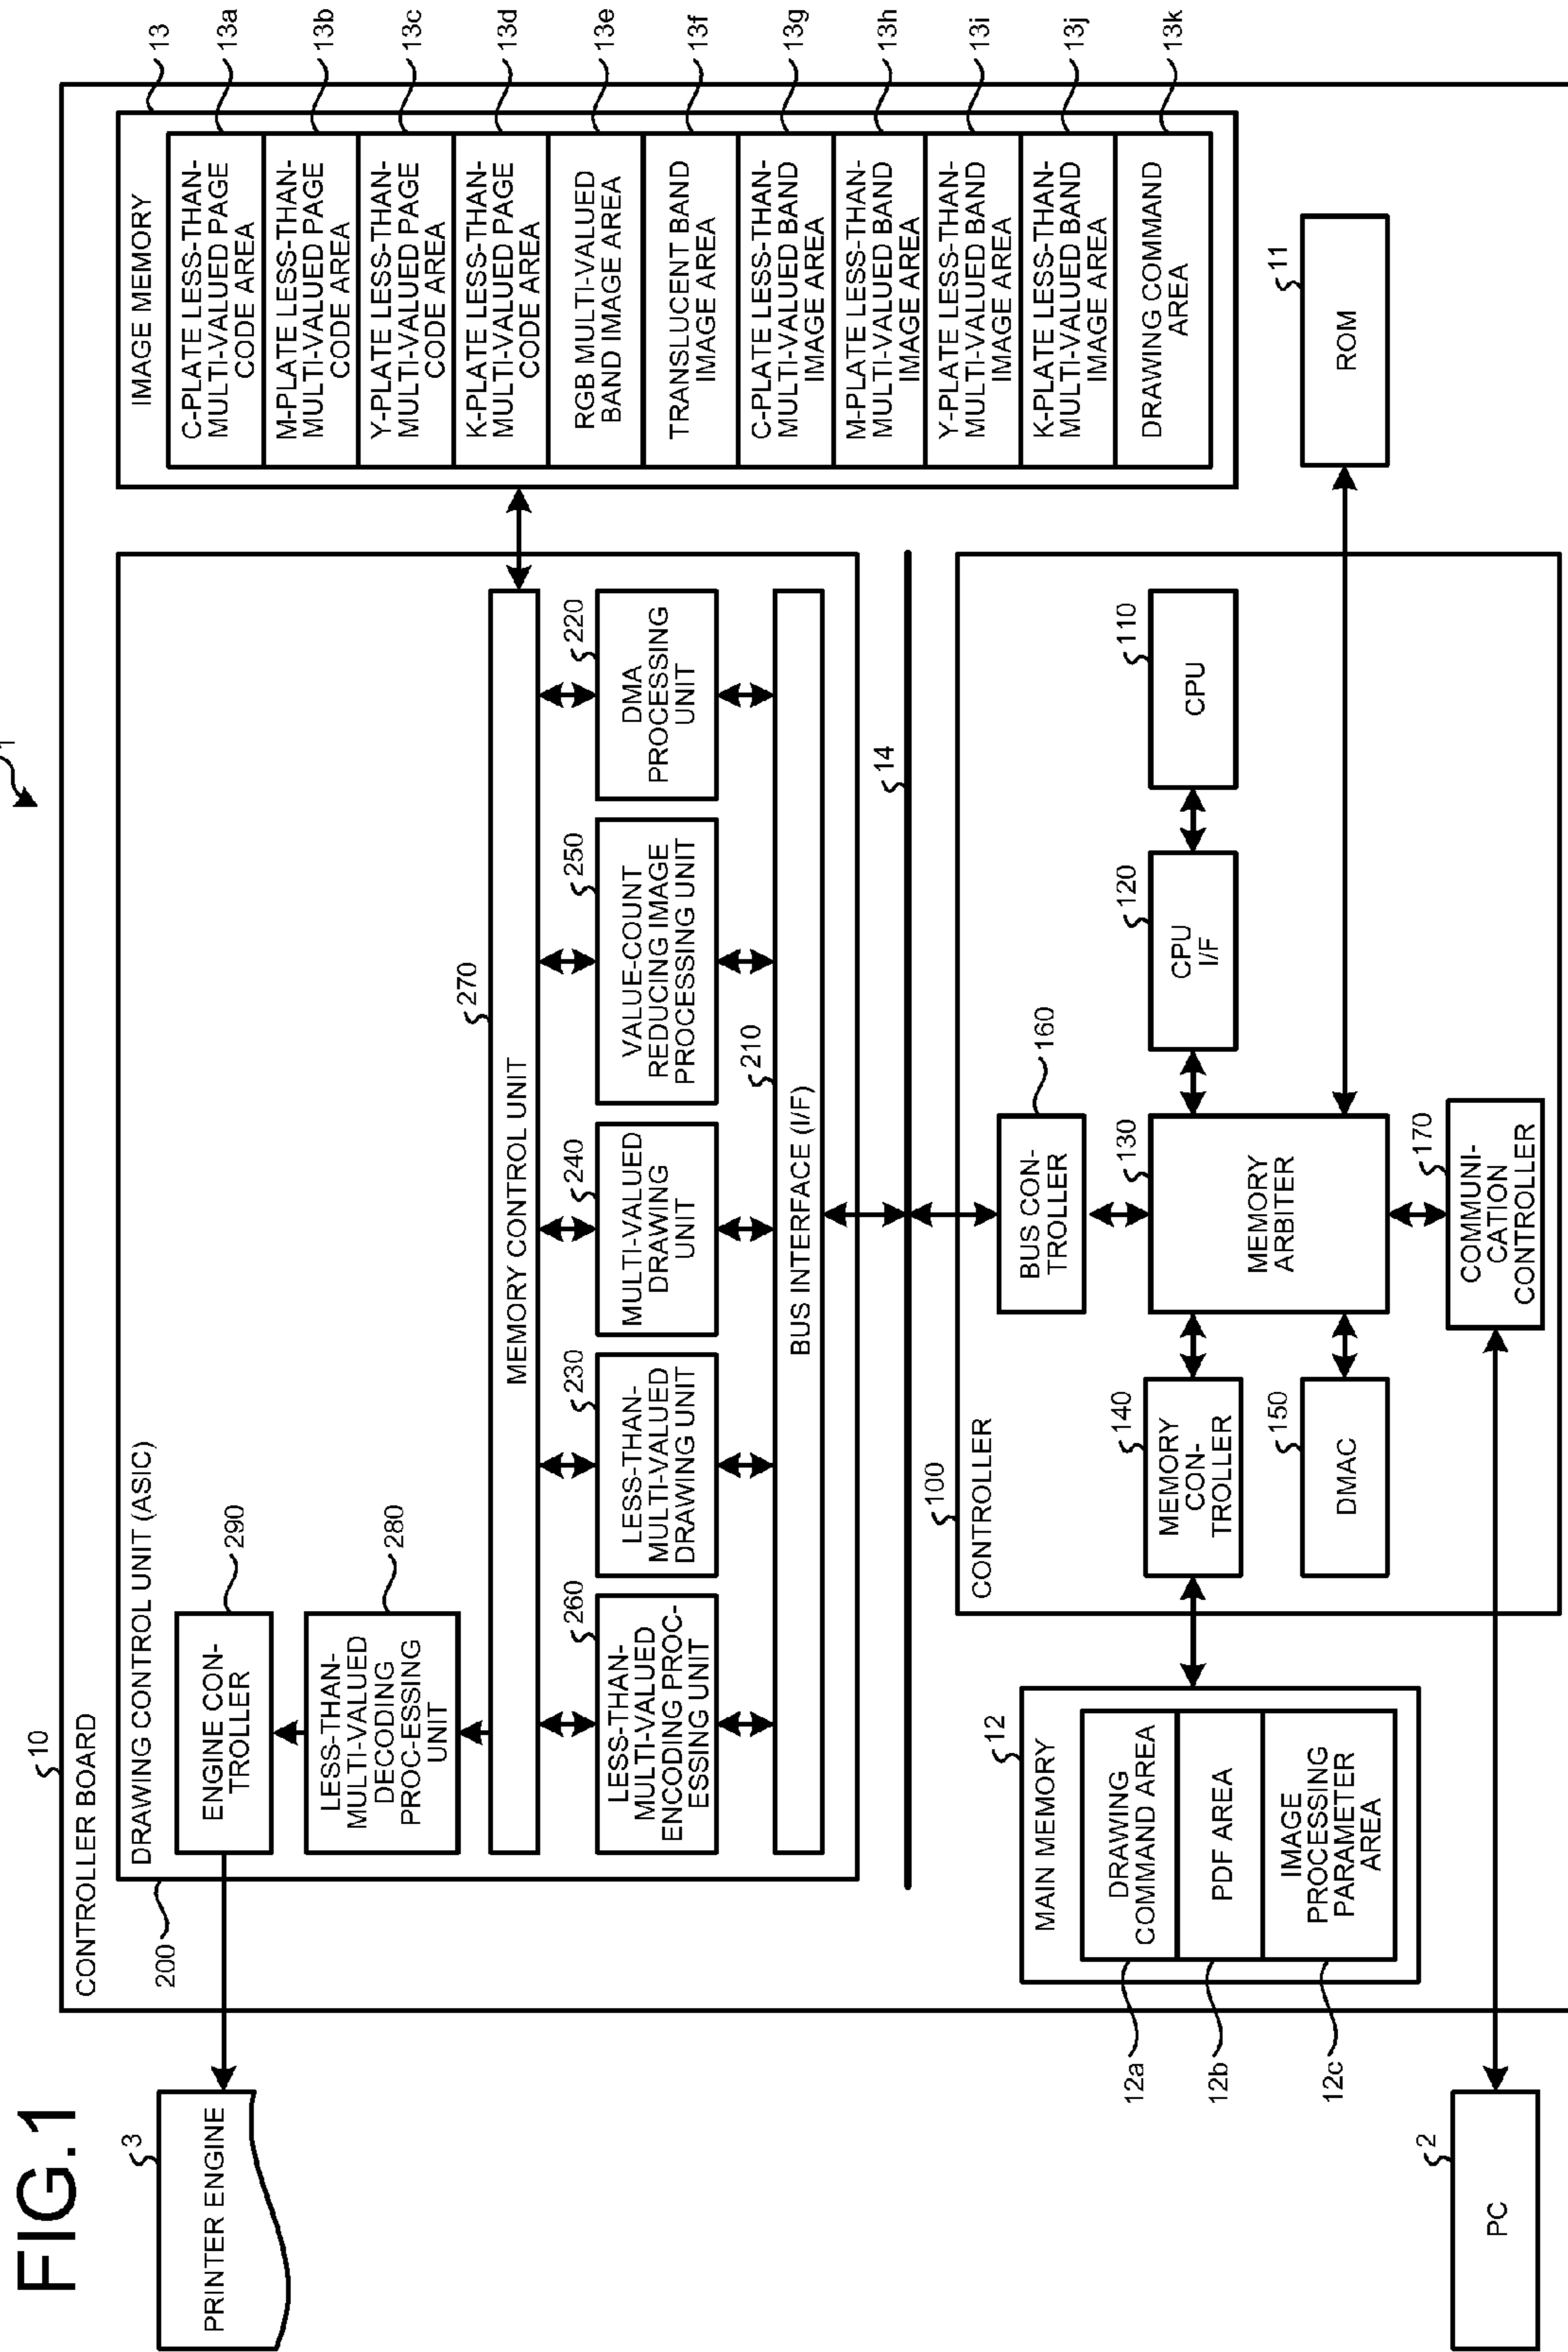 FIG.1
1
10
CONTROLLER BOARD
3
PRINTER ENGINE
200
DRAWING CONTROL UNIT (ASIC)
290
ENGINE CON-
TROLLER
280
LESS-THAN-
MULTI-VALUED
DECODING
PROC-ESSING
UNIT
270
MEMORY CONTROL UNIT
260
LESS-THAN-
MULTI-VALUED
ENCODING PROC-
ESSING UNIT
230
LESS-THAN-
MULTI-VALUED
DRAWING UNIT
240
MULTI-VALUED
DRAWING
UNIT
250
VALUE-COUNT
REDUCING IMAGE
PROCESSING UNIT
220
DMA
PROCESSING
UNIT
210
BUS INTERFACE (I/F)
14
13
IMAGE MEMORY
C-PLATE LESS-THAN-
MULTI-VALUED PAGE
CODE AREA
13a
M-PLATE LESS-THAN-
MULTI-VALUED PAGE
CODE AREA
13b
Y-PLATE LESS-THAN-
MULTI-VALUED PAGE
CODE AREA
13c
K-PLATE LESS-THAN-
MULTI-VALUED PAGE
CODE AREA
13d
RGB MULTI-VALUED
BAND IMAGE AREA
13e
TRANSLUCENT BAND
IMAGE AREA
13f
C-PLATE LESS-THAN-
MULTI-VALUED BAND
IMAGE AREA
13g
M-PLATE LESS-THAN-
MULTI-VALUED BAND
IMAGE AREA
13h
Y-PLATE LESS-THAN-
MULTI-VALUED BAND
IMAGE AREA
13i
K-PLATE LESS-THAN-
MULTI-VALUED BAND
IMAGE AREA
13j
DRAWING COMMAND
AREA
13k
12
MAIN MEMORY
DRAWING
COMMAND AREA
12a
PDF AREA
12b
IMAGE
PROCESSING
PARAMETER
AREA
12c
100
CONTROLLER
160
BUS CON-
TROLLER
140
MEMORY
CON-
TROLLER
130
MEMORY
ARBITER
120
CPU
I/F
110
CPU
150
DMAC
170
COMMUNI-
CATION
CONTROLLER
11
ROM
2
PC